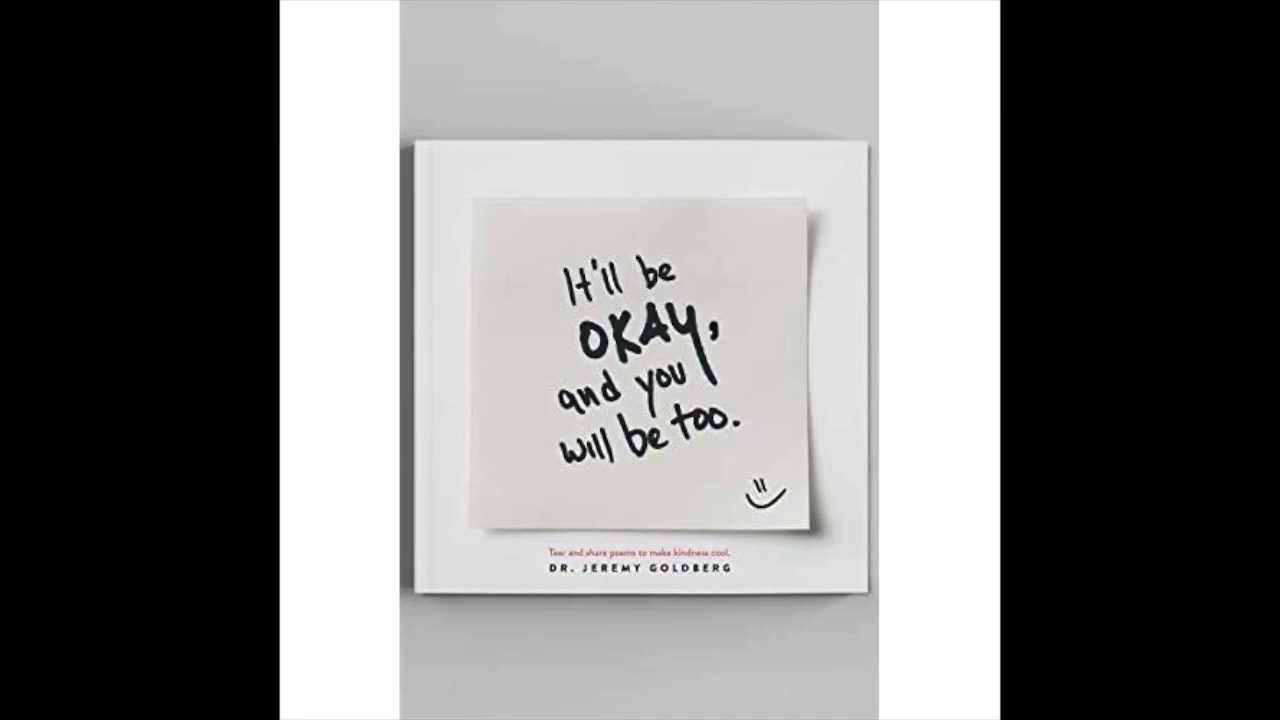 It'll be
OKAY,
and you
will be too.
Tear and share poems to make kindness cool.
DR. JEREMY GOLDBERG